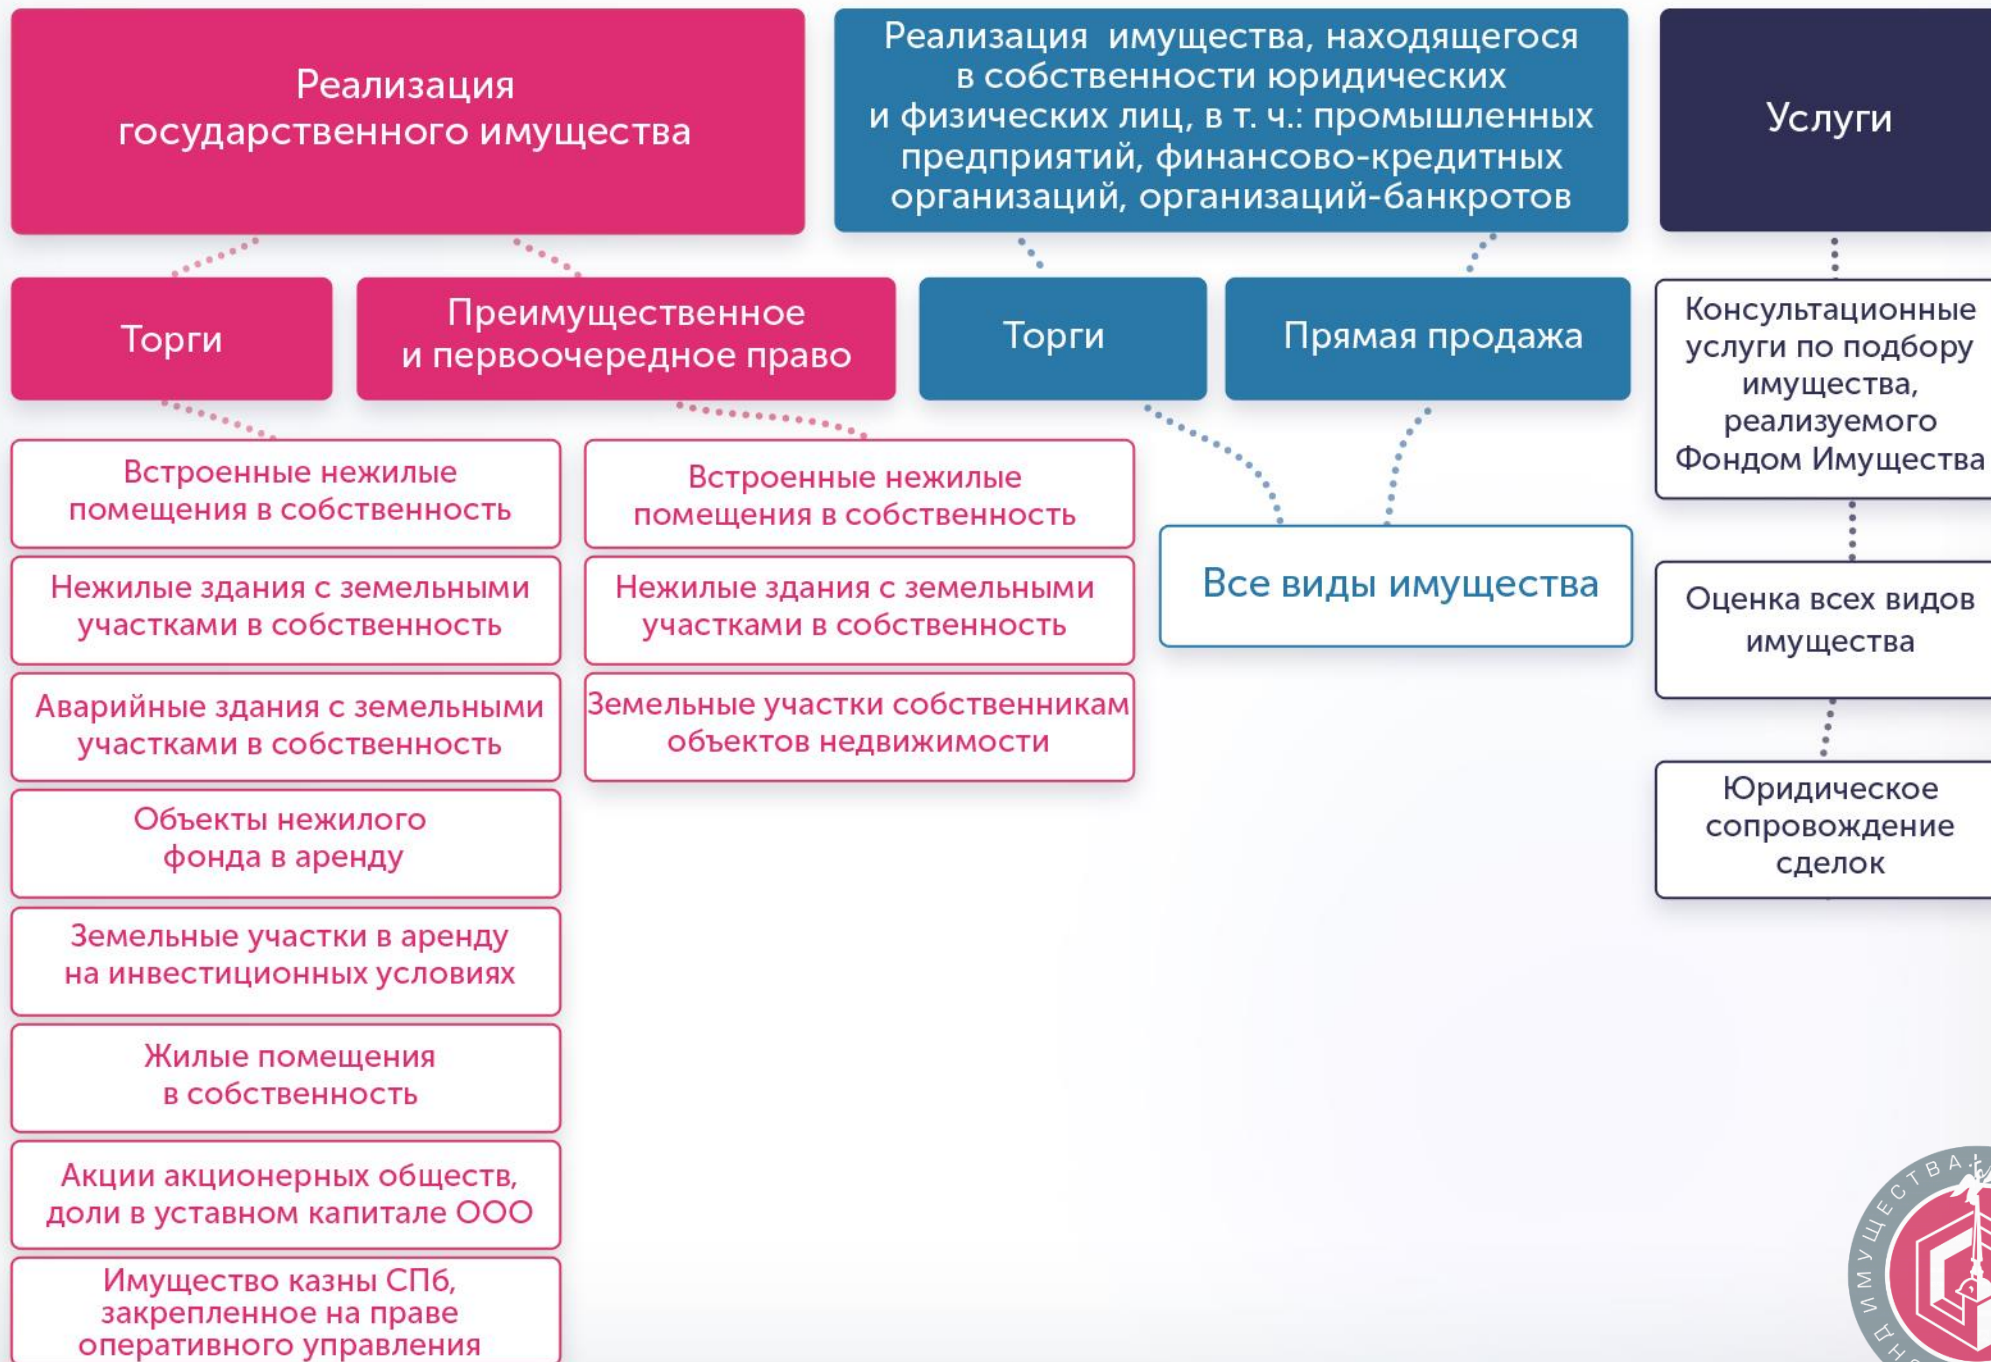 Реализация
государственного имущества
Реализация имущества, находящегося
в собственности юридических
и физических лиц, в т. ч.: промышленных
предприятий, финансово-кредитных
организаций, организаций-банкротов
Услуги
Торги
Преимущественное
и первоочередное право
Торги
Прямая продажа
Встроенные нежилые
помещения в собственность
Нежилые здания с земельными
участками в собственность
Аварийные здания с земельными
участками в собственность
Объекты нежилого
фонда в аренду
Земельные участки в аренду
на инвестиционных условиях
Жилые помещения
в собственность
Акции акционерных обществ,
доли в уставном капитале ООО
Имущество казны СПб,
закрепленное на праве
оперативного управления
Встроенные нежилые
помещения в собственность
Нежилые здания с земельными
участками в собственность
Земельные участки собственникам
объектов недвижимости
Все виды имущества
Консультационные
услуги по подбору
имущества,
реализуемого
Фондом Имущества
Оценка всех видов
имущества
Юридическое
сопровождение
сделок
ИМУЩЕСТВА